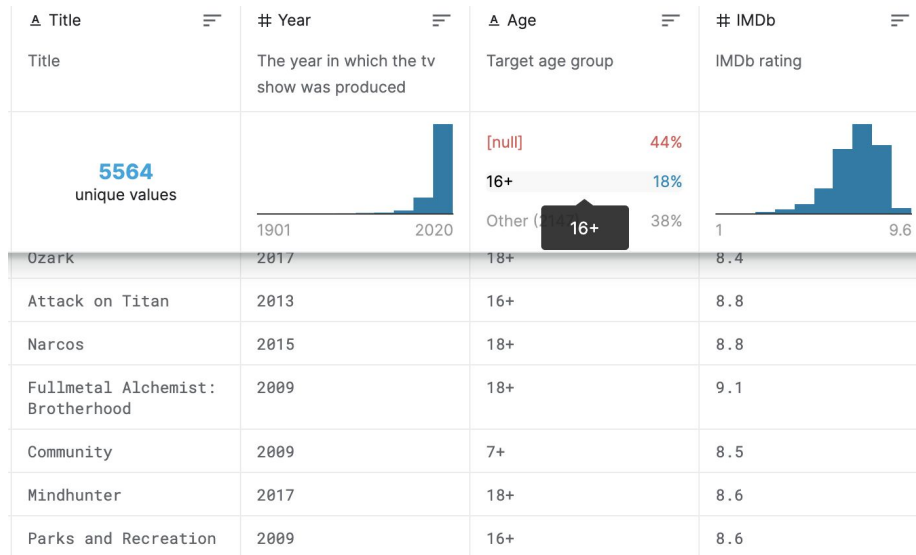 Title
Year
Age
IMDb
Title
The year in which the tv
show was produced
Target age group
IMDb rating
5564
unique values
1901 2020
[null] 44%
16+ 18%
Other (2147) 38%
16+
1 9.6
Ozark 2017 18+ 8.4
Attack on Titan 2013 16+ 8.8
Narcos 2015 18+ 8.8
Fullmetal Alchemist: 2009 18+ 9.1
Brotherhood
Community 2009 7+ 8.5
Mindhunter 2017 18+ 8.6
Parks and Recreation 2009 16+ 8.6